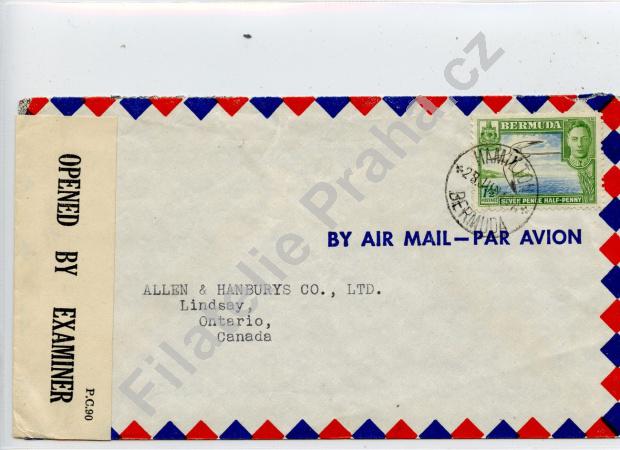 OPENED BY EXAMINER
P.C.90
BERMUDA
SEVEN PENCE HALF-PENNY
BERMUDA
BY AIR MAIL—PAR AVION
ALLEN & HANBURYS CO., LTD.
Lindsay,
Ontario,
Canada
Filatelie Praha.cz